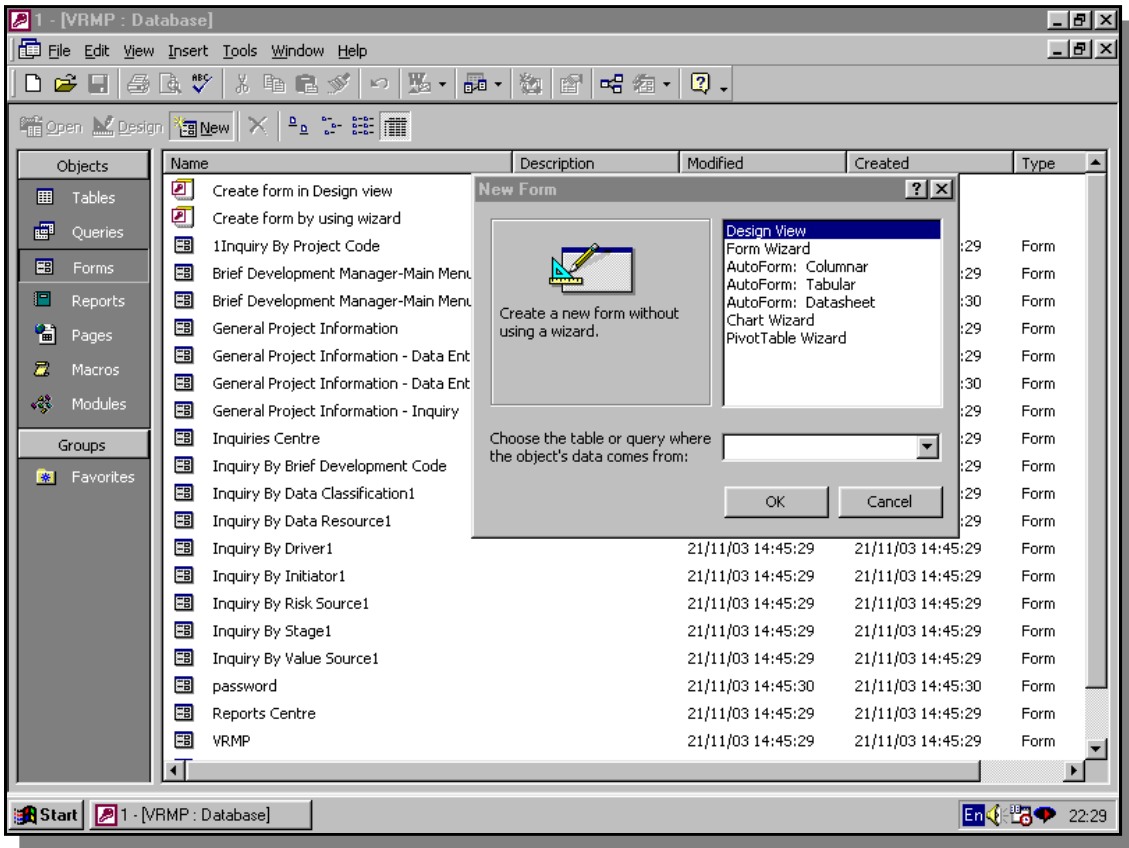 1 - [VRMP : Database]
File Edit View Insert Tools Window Help
ABC
Open Design New
Objects
Tables
Queries
Forms
Reports
Pages
Macros
Modules
Groups
Favorites
Name Description Modified Created Type
Create form in Design view
Create form by using wizard
1Inquiry By Project Code :29 Form
Brief Development Manager-Main Menu :29 Form
Brief Development Manager-Main Menu :30 Form
General Project Information :29 Form
General Project Information - Data Ent :29 Form
General Project Information - Data Ent :30 Form
General Project Information - Inquiry :29 Form
Inquiries Centre :29 Form
Inquiry By Brief Development Code :29 Form
Inquiry By Data Classification1 :29 Form
Inquiry By Data Resource1 :29 Form
Inquiry By Driver1 21/11/03 14:45:29 21/11/03 14:45:29 Form
Inquiry By Initiator1 21/11/03 14:45:29 21/11/03 14:45:29 Form
Inquiry By Risk Source1 21/11/03 14:45:29 21/11/03 14:45:29 Form
Inquiry By Stage1 21/11/03 14:45:29 21/11/03 14:45:29 Form
Inquiry By Value Source1 21/11/03 14:45:29 21/11/03 14:45:29 Form
password 21/11/03 14:45:30 21/11/03 14:45:30 Form
Reports Centre 21/11/03 14:45:29 21/11/03 14:45:29 Form
VRMP 21/11/03 14:45:29 21/11/03 14:45:29 Form
New Form
Create a new form without
using a wizard.
Design View
Form Wizard
AutoForm: Columnar
AutoForm: Tabular
AutoForm: Datasheet
Chart Wizard
PivotTable Wizard
Choose the table or query where
the object's data comes from:
OK Cancel
Start 1 - [VRMP : Database] En 22:29